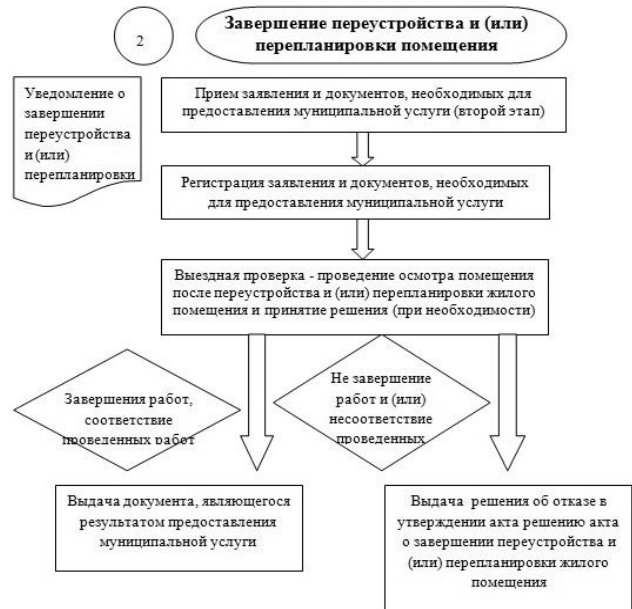 2
Завершение переустройства и (или)
перепланировки помещения
Уведомление о
завершении
переустройства
и (или)
перепланировки
Прием заявления и документов, необходимых для
предоставления муниципальной услуги (второй этап)
Регистрация заявления и документов, необходимых
для предоставления муниципальной услуги
Выездная проверка - проведение осмотра помещения
после переустройства и (или) перепланировки жилого
помещения и принятие решения (при необходимости)
Завершения работ,
соответствие
проведенных работ
Не завершение
работ и (или)
несоответствие
проведенных
Выдача документа, являющегося
результатом предоставления
муниципальной услуги
Выдача решения об отказе в
утверждении акта решению акта
о завершении переустройства и
(или) перепланировки жилого
помещения